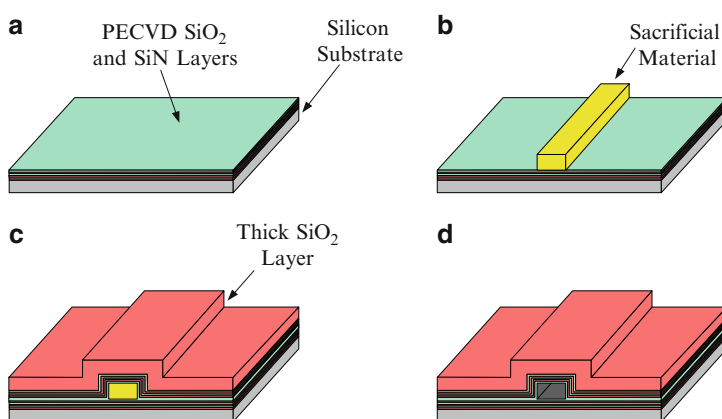 a
PECVD SiO₂
and SiN Layers
Silicon
Substrate
b
Sacrificial
Material
c
Thick SiO₂
Layer
d